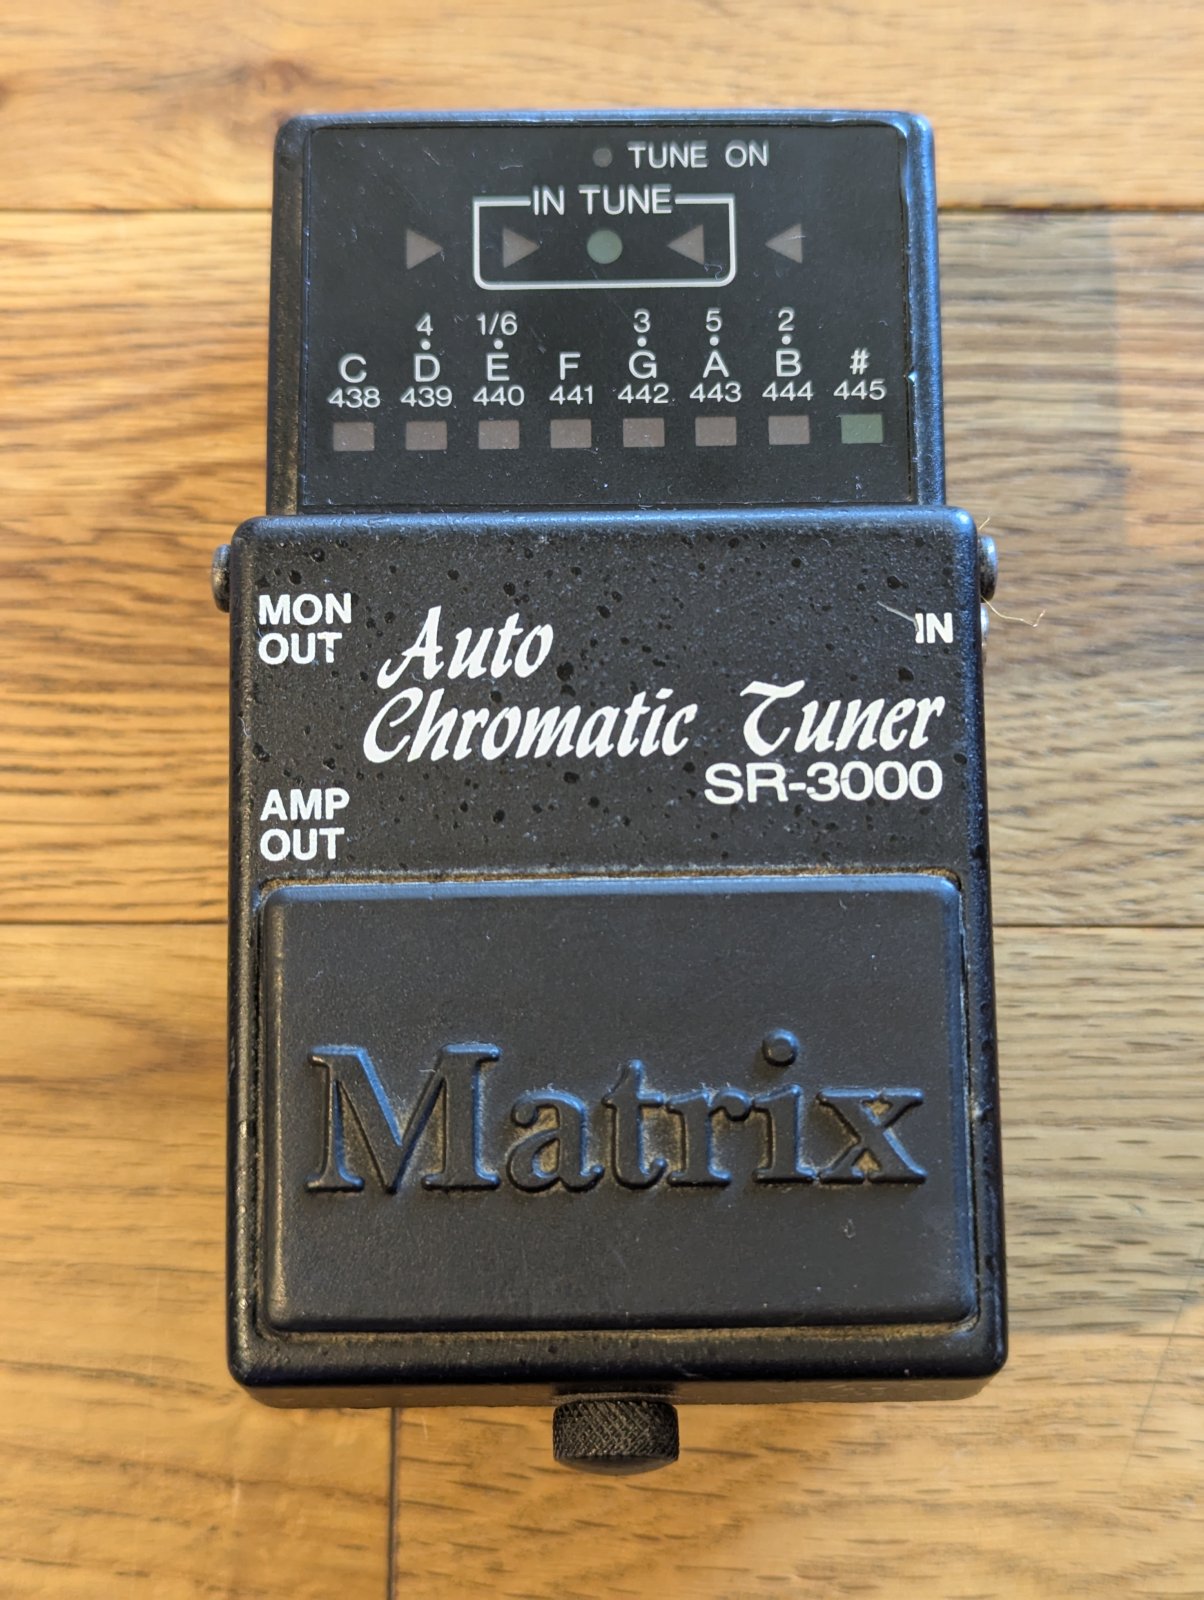 TUNE ON
IN TUNE
4 1/6 3 5 2
C D E F G A B #
438 439 440 441 442 443 444 445
MON
OUT
IN
Auto
Chromatic Tuner
SR-3000
AMP
OUT
Matrix